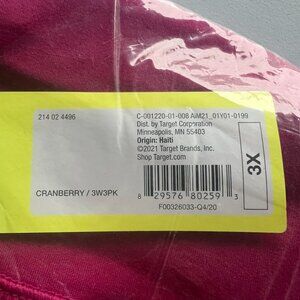 214 02 4496
C-001220-01-008 AIM21_01Y01-0199
Dist. by Target Corporation
Minneapolis, MN 55403
Origin: Haiti
©2021 Target Brands, Inc.
Shop Target.com
3X
CRANBERRY / 3W3PK
8 29576 80259 3
F00326033-Q4/20